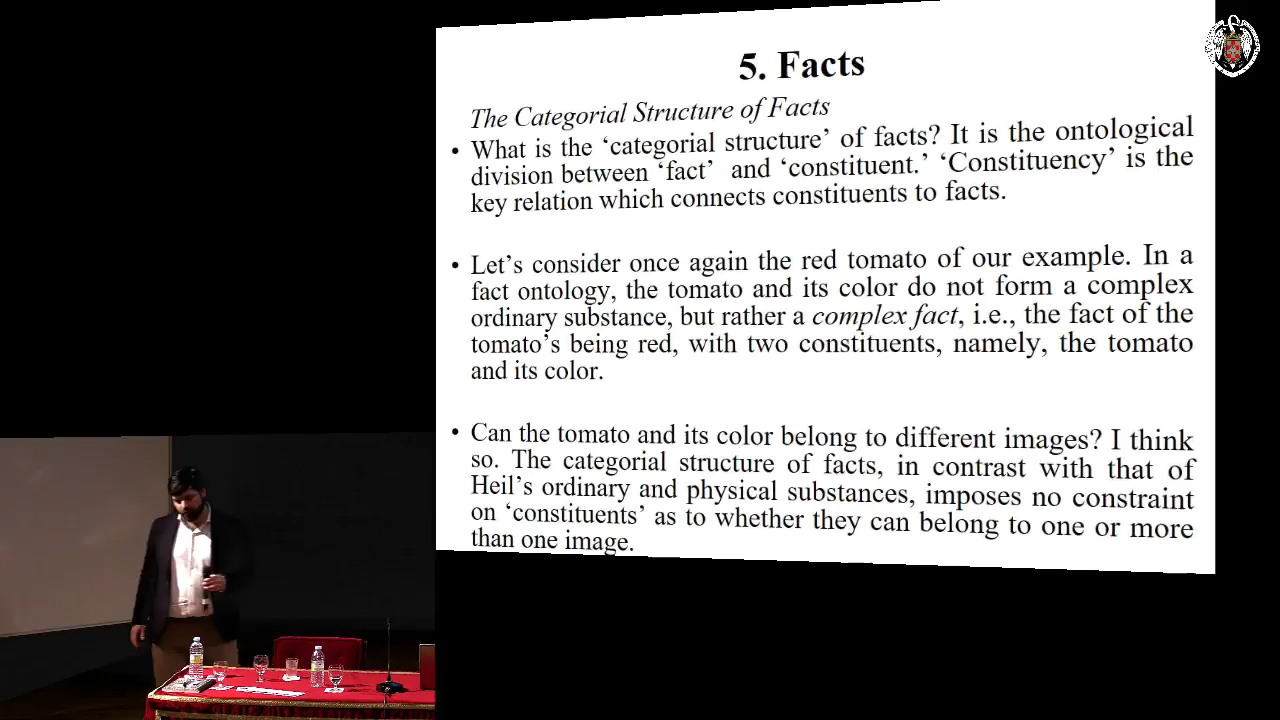 5. Facts
The Categorial Structure of Facts
• What is the ‘categorial structure’ of facts? It is the ontological
division between ‘fact’ and ‘constituent.’ ‘Constituency’ is the
key relation which connects constituents to facts.
• Let’s consider once again the red tomato of our example. In a
fact ontology, the tomato and its color do not form a complex
ordinary substance, but rather a complex fact, i.e., the fact of the
tomato’s being red, with two constituents, namely, the tomato
and its color.
• Can the tomato and its color belong to different images? I think
so. The categorial structure of facts, in contrast with that of
Heil’s ordinary and physical substances, imposes no constraint
on ‘constituents’ as to whether they can belong to one or more
than one image.